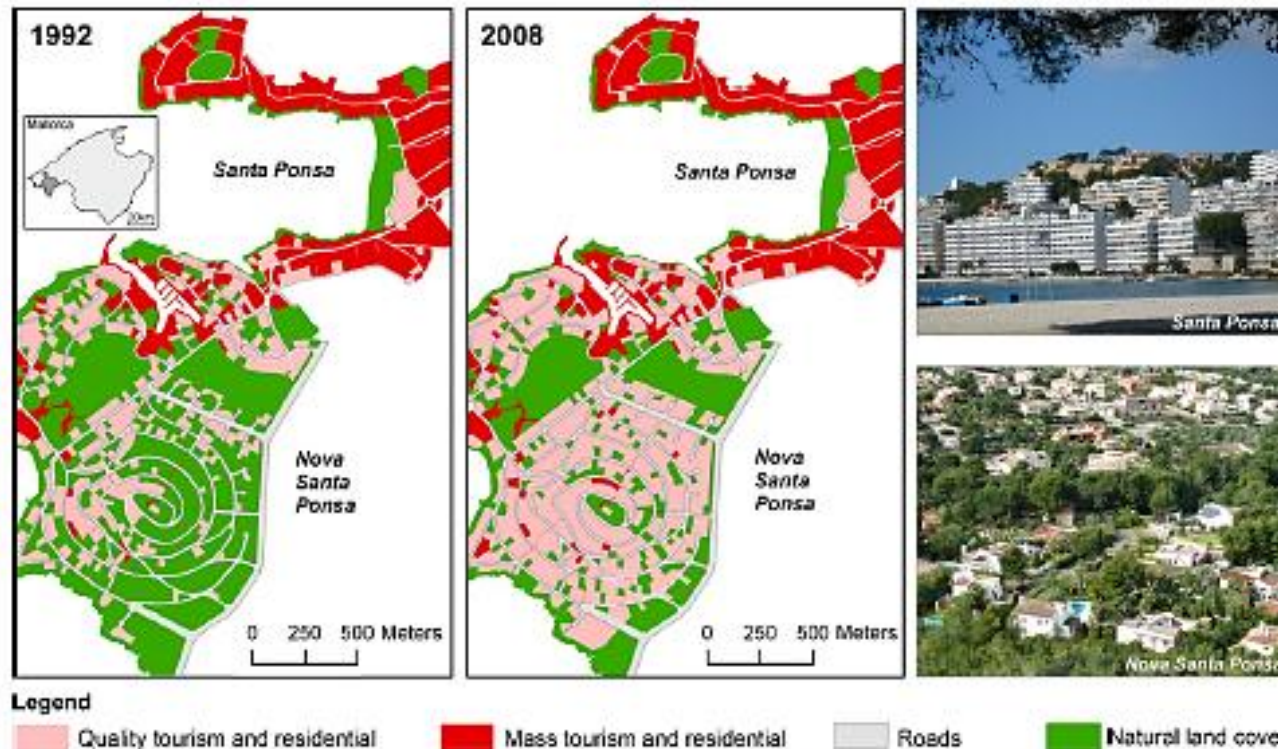 1992
Mallorca
20km
Santa Ponsa
Nova
Santa
Ponsa
0 250 500 Meters
2008
Santa Ponsa
Nova
Santa
Ponsa
0 250 500 Meters
Santa Ponsa
Nova Santa Ponsa
Legend
Quality tourism and residential
Mass tourism and residential
Roads
Natural land cove